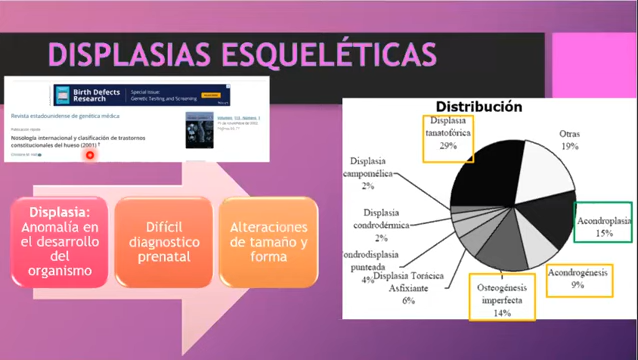 DISPLASIAS ESQUELÉTICAS
Birth Defects
Research
Special Issue:
Genetic Testing and Screening
Revista estadounidense de genética médica
Nosología internacional y clasificación de trastornos
constitucionales del hueso (2001)
Displasia:
Anomalía en
el desarrollo
del
organismo
Difícil
diagnostico
prenatal
Alteraciones
de tamaño y
forma
Distribución
Displasia
tanatofórica
29%
Otras
19%
Displasia
campomélica
2%
Acondroplasia
15%
Displasia
condrodérmica
2%
ondrodisplasia
punteada
4%
Displasia Torácica
Asfixiante
6%
Acondrogénesis
9%
Osteogénesis
imperfecta
14%